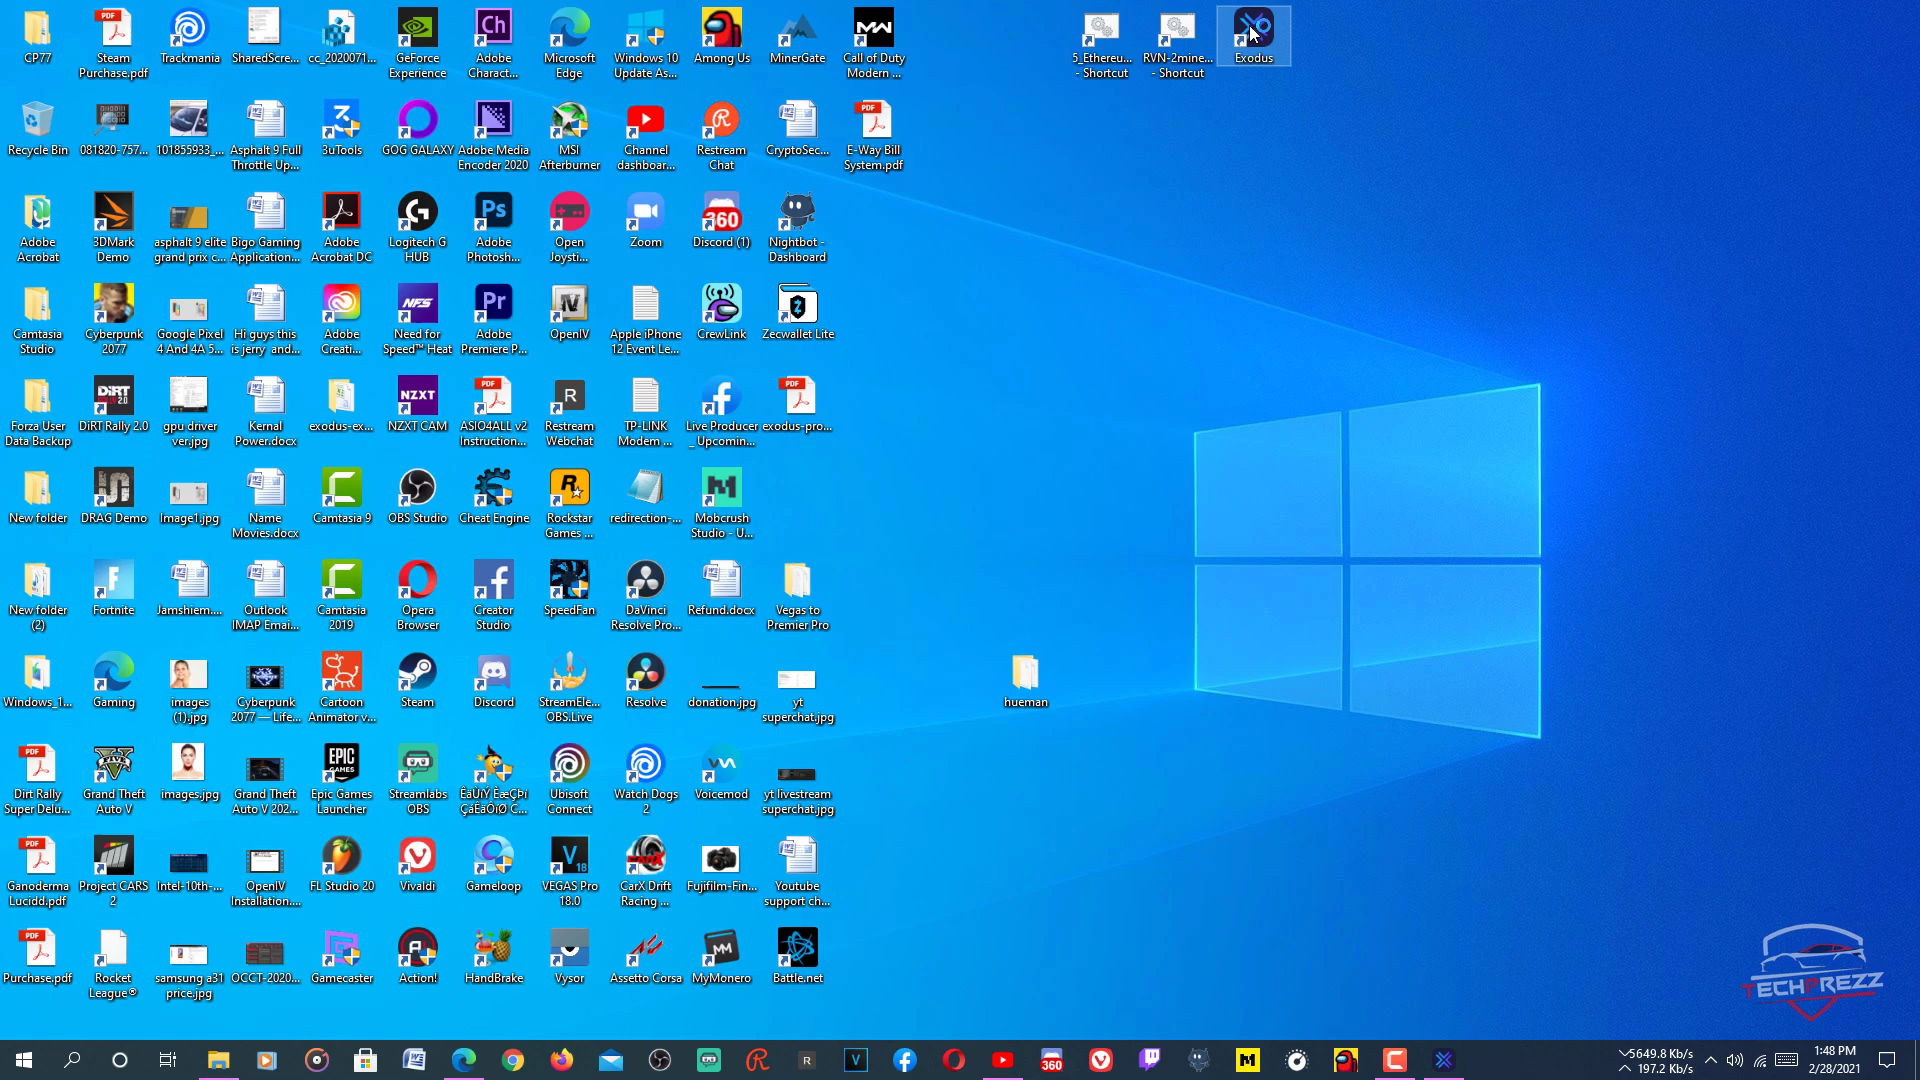 CP77
Steam
Purchase.pdf
Trackmania
SharedScre...
cc_2020071...
GeForce
Experience
Adobe
Charact...
Microsoft
Edge
Windows 10
Update As...
Among Us
MinerGate
Call of Duty
Modern ...
5_Ethereu...
- Shortcut
RVN-2mine...
- Shortcut
Exodus
Recycle Bin
081820-757...
101855933_...
Asphalt 9 Full
Throttle Up...
3uTools
GOG GALAXY
Adobe Media
Encoder 2020
MSI
Afterburner
Channel
dashboar...
Restream
Chat
CryptoSec...
E-Way Bill
System.pdf
Adobe
Acrobat
3DMark
Demo
asphalt 9 elite
grand prix c...
Bigo Gaming
Application...
Adobe
Acrobat DC
Logitech G
HUB
Adobe
Photosh...
Open
Joysti...
Zoom
Discord (1)
Nightbot -
Dashboard
Camtasia
Studio
Cyberpunk
2077
Google Pixel
4 And 4A 5...
Hi guys this
is jerry and...
Adobe
Creati...
Need for
Speed™ Heat
Adobe
Premiere P...
OpenIV
Apple iPhone
12 Event Le...
CrewLink
Zecwallet Lite
Forza User
Data Backup
DiRT Rally 2.0
gpu driver
ver.jpg
Kernal
Power.docx
exodus-ex...
NZXT CAM
ASIO4ALL v2
Instruction...
Restream
Webchat
TP-LINK
Modem ...
Live Producer
_ Upcomin...
exodus-pro...
New folder
DRAG Demo
Image1.jpg
Name
Movies.docx
Camtasia 9
OBS Studio
Cheat Engine
Rockstar
Games ...
redirection-...
Mobcrush
Studio - U...
New folder
(2)
Fortnite
Jamshiem....
Outlook
IMAP Emai...
Camtasia
2019
Opera
Browser
Creator
Studio
SpeedFan
DaVinci
Resolve Pro...
Refund.docx
Vegas to
Premier Pro
Windows_1...
Gaming
images
(1).jpg
Cyberpunk
2077 — Life...
Cartoon
Animator v...
Steam
Discord
StreamEle...
OBS.Live
Resolve
donation.jpg
yt
superchat.jpg
hueman
Dirt Rally
Super Delu...
Grand Theft
Auto V
images.jpg
Grand Theft
Auto V 202...
Epic Games
Launcher
Streamlabs
OBS
Ubisoft
Connect
Watch Dogs
2
Voicemod
yt livestream
superchat.jpg
Ganoderma
Lucidd.pdf
Project CARS
2
Intel-10th-...
OpenIV
Installation....
FL Studio 20
Vivaldi
Gameloop
VEGAS Pro
18.0
CarX Drift
Racing ...
Fujifilm-Fin...
Youtube
support ch...
Purchase.pdf
Rocket
League®
samsung a31
price.jpg
OCCT-2020...
Gamecaster
Action!
HandBrake
Vysor
Assetto Corsa
MyMonero
Battle.net
TECHPREZZ
5649.8 Kb/s
197.2 Kb/s
1:48 PM
2/28/2021